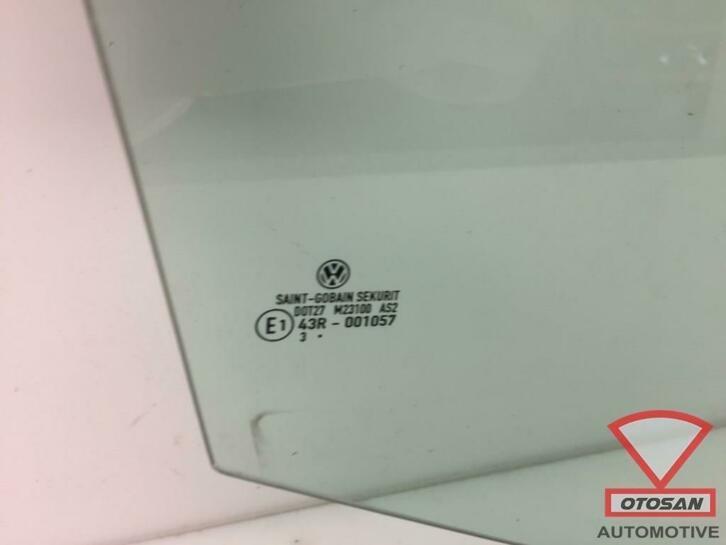 SAINT-GOBAIN SEKURIT
DOT27 M23100 AS2
E1 43R - 001057
3 .
OTOSAN
AUTOMOTIVE